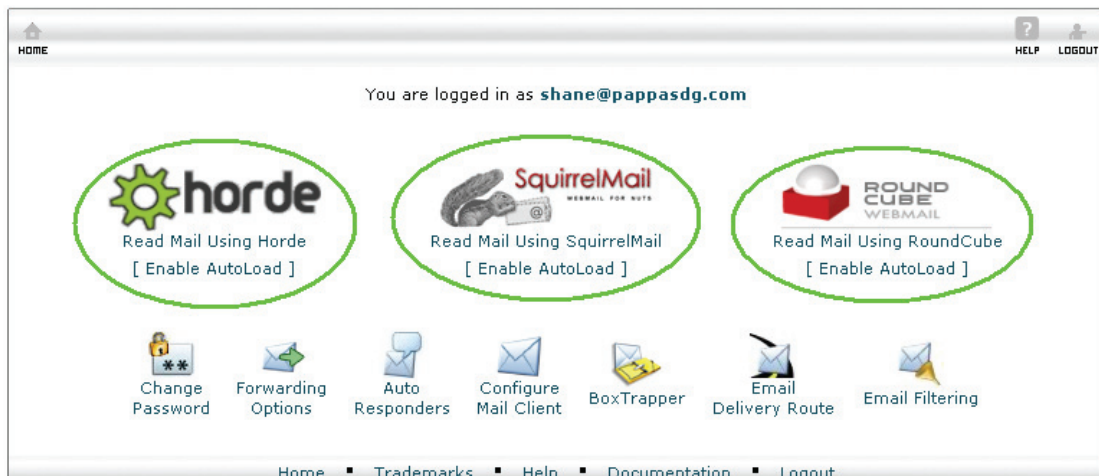 ?
HOME
HELP LOGOUT
You are logged in as shane@pappasdg.com
horde
SquirrelMail
WEBMAIL FOR NUTS
@
ROUND
CUBE
WEBMAIL
Read Mail Using Horde
Read Mail Using SquirrelMail
Read Mail Using RoundCube
[ Enable AutoLoad ]
[ Enable AutoLoad ]
[ Enable AutoLoad ]
**
Change
Password
Forwarding
Options
Auto
Responders
Configure
Mail Client
BoxTrapper
Email
Delivery Route
Email Filtering
Home ▪ Trademarks ▪ Help ▪ Documentation ▪ Logout